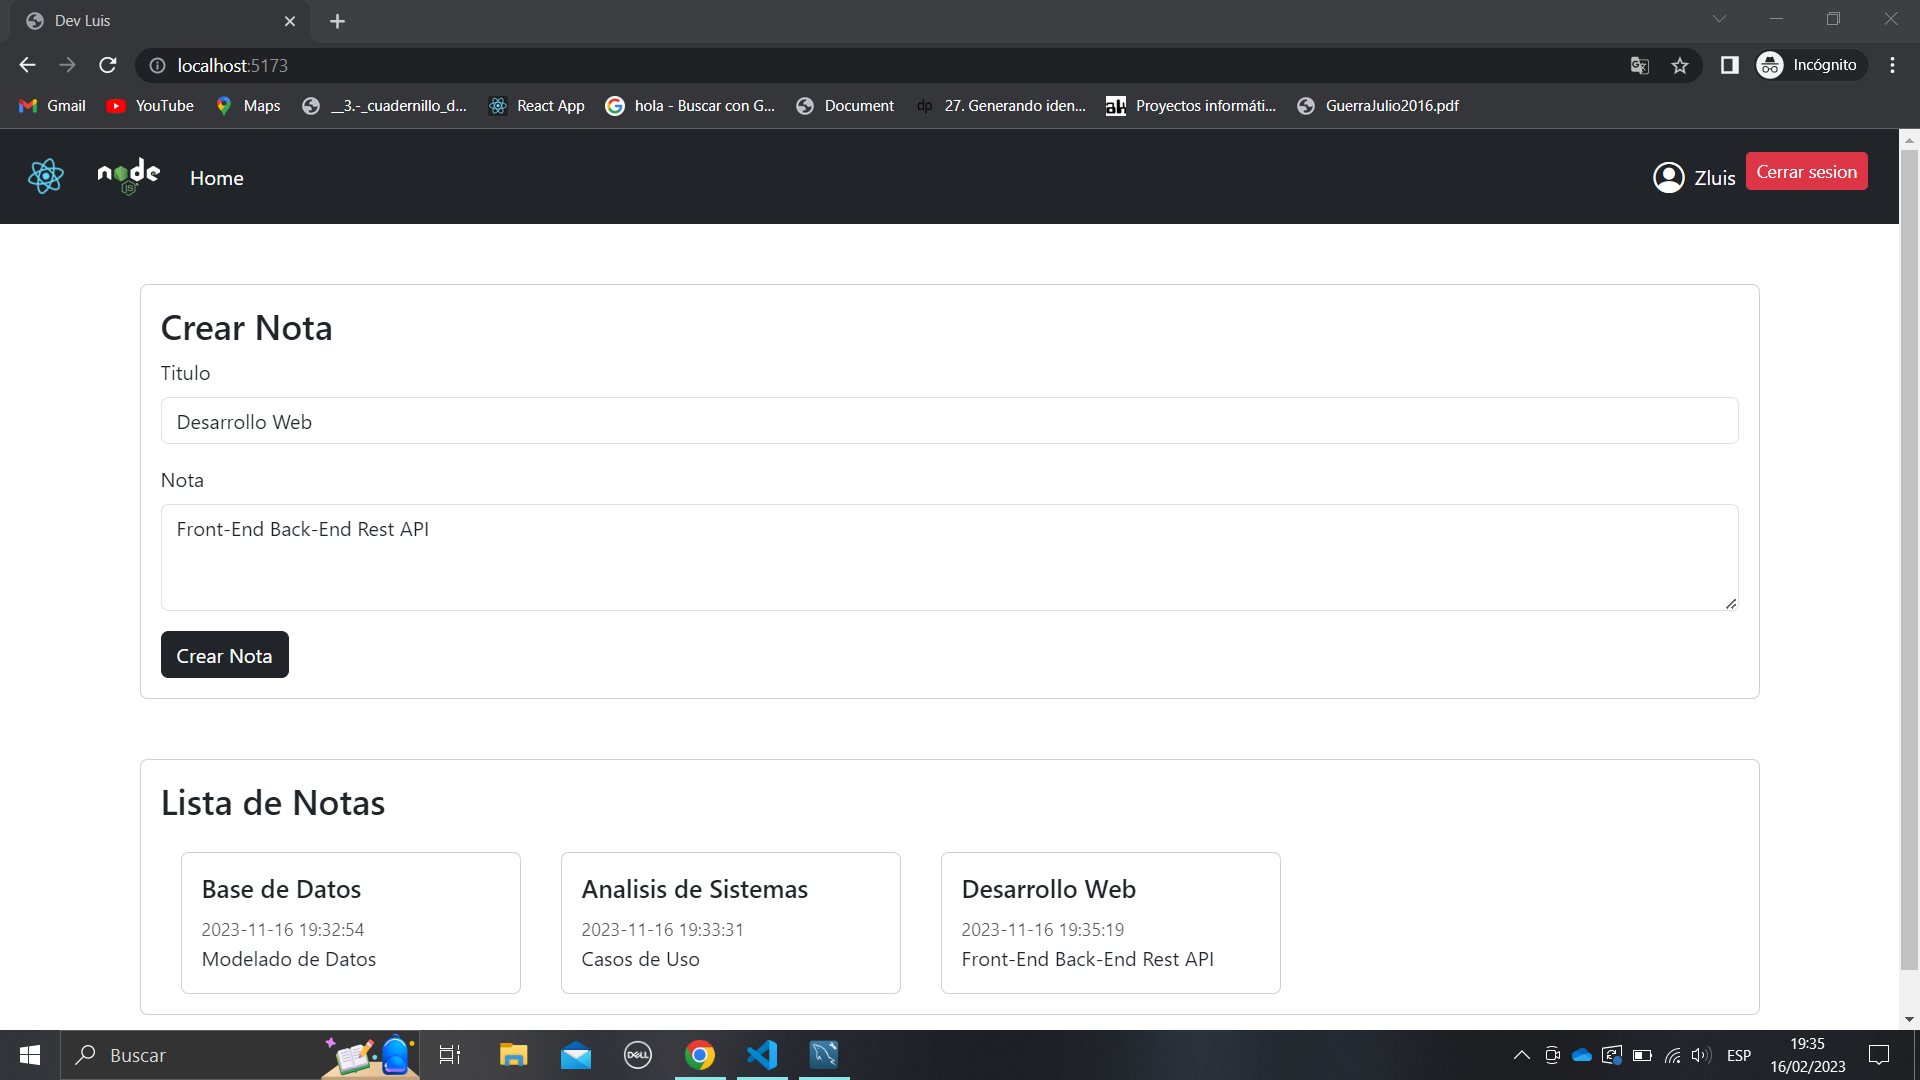 Dev Luis
localhost:5173
Incógnito
Gmail
YouTube
Maps
__3.-_cuadernillo_d...
React App
hola - Buscar con G...
Document
dp
27. Generando iden...
Proyectos informáti...
GuerraJulio2016.pdf
node
JS
Home
Zluis
Cerrar sesion
Crear Nota
Titulo
Desarrollo Web
Nota
Front-End Back-End Rest API
Crear Nota
Lista de Notas
Base de Datos
2023-11-16 19:32:54
Modelado de Datos
Analisis de Sistemas
2023-11-16 19:33:31
Casos de Uso
Desarrollo Web
2023-11-16 19:35:19
Front-End Back-End Rest API
Buscar
DELL
ESP
19:35
16/02/2023